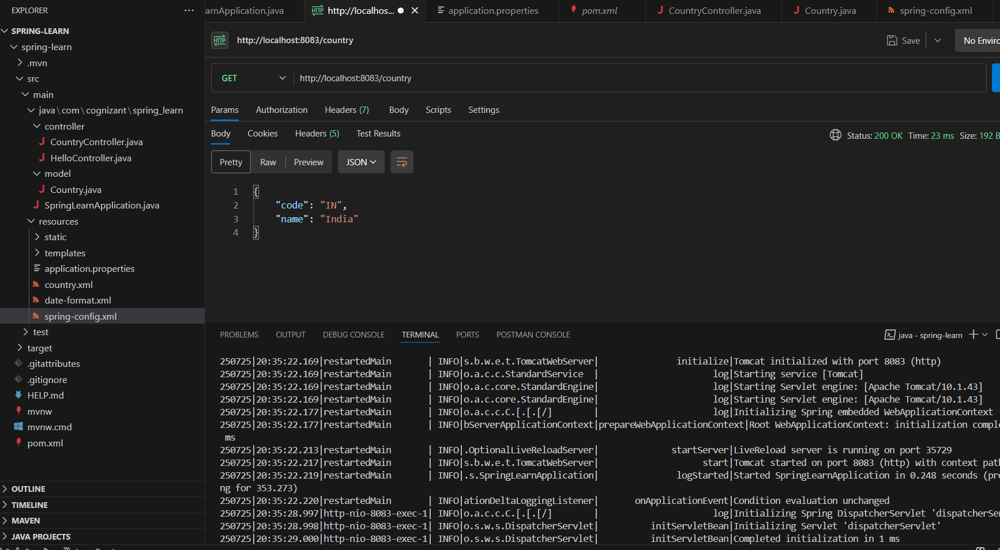 EXPLORER
SPRING-LEARN
spring-learn
.mvn
src
main
java\com\cognizant\spring_learn
controller
CountryController.java
HelloController.java
model
Country.java
SpringLearnApplication.java
resources
static
templates
application.properties
country.xml
date-format.xml
spring-config.xml
test
target
.gitattributes
.gitignore
HELP.md
mvnw
mvnw.cmd
pom.xml
OUTLINE
TIMELINE
MAVEN
JAVA PROJECTS
arnApplication.java HTTP http://localhos... application.properties pom.xml CountryController.java Country.java spring-config.xml
HTTP http://localhost:8083/country Save No Enviro
GET http://localhost:8083/country
Params Authorization Headers (7) Body Scripts Settings
Body Cookies Headers (5) Test Results Status: 200 OK Time: 23 ms Size: 192 B
Pretty Raw Preview JSON
1 {
2 "code": "IN",
3 "name": "India"
4 }
PROBLEMS OUTPUT DEBUG CONSOLE TERMINAL PORTS POSTMAN CONSOLE java - spring-learn
250725|20:35:22.169|restartedMain | INFO|s.b.w.e.t.TomcatWebServer| initialize|Tomcat initialized with port 8083 (http)
250725|20:35:22.169|restartedMain | INFO|o.a.c.c.StandardService | log|Starting service [Tomcat]
250725|20:35:22.169|restartedMain | INFO|o.a.c.core.StandardEngine| log|Starting Servlet engine: [Apache Tomcat/10.1.43]
250725|20:35:22.169|restartedMain | INFO|o.a.c.core.StandardEngine| log|Starting Servlet engine: [Apache Tomcat/10.1.43]
250725|20:35:22.177|restartedMain | INFO|o.a.c.c.C.[.[.[/] | log|Initializing Spring embedded WebApplicationContext
250725|20:35:22.177|restartedMain | INFO|bServerApplicationContext|prepareWebApplicationContext|Root WebApplicationContext: initialization comple
ms
250725|20:35:22.213|restartedMain | INFO|.OptionalLiveReloadServer| startServer|LiveReload server is running on port 35729
250725|20:35:22.217|restartedMain | INFO|s.b.w.e.t.TomcatWebServer| start|Tomcat started on port 8083 (http) with context path
250725|20:35:22.219|restartedMain | INFO|.s.SpringLearnApplication| logStarted|Started SpringLearnApplication in 0.248 seconds (pro
ng for 353.273)
250725|20:35:22.220|restartedMain | INFO|ationDeltaLoggingListener| onApplicationEvent|Condition evaluation unchanged
250725|20:35:28.997|http-nio-8083-exec-1| INFO|o.a.c.c.C.[.[.[/] | log|Initializing Spring DispatcherServlet 'dispatcherSer
250725|20:35:28.998|http-nio-8083-exec-1| INFO|o.s.w.s.DispatcherServlet| initServletBean|Initializing Servlet 'dispatcherServlet'
250725|20:35:29.000|http-nio-8083-exec-1| INFO|o.s.w.s.DispatcherServlet| initServletBean|Completed initialization in 1 ms